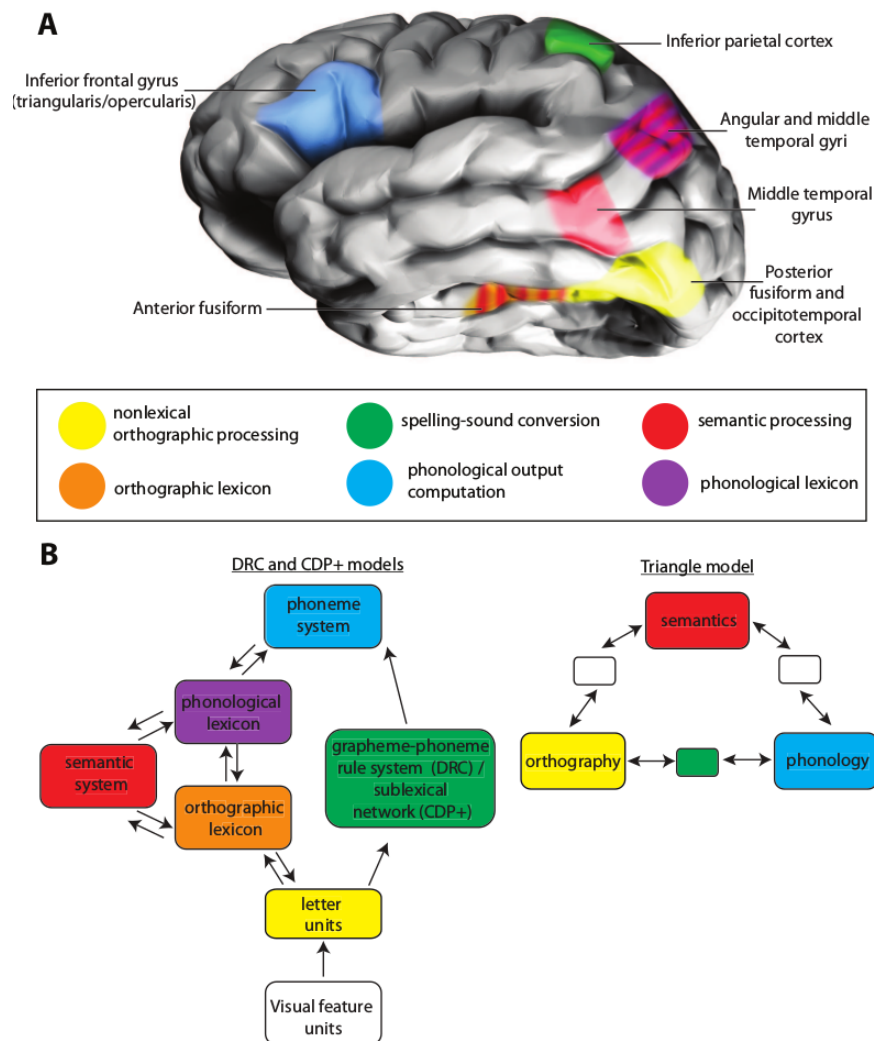 A
Inferior parietal cortex
Inferior frontal gyrus
(triangularis/opercularis)
Angular and middle
temporal gyri
Middle temporal
gyrus
Posterior
fusiform and
occipitotemporal
cortex
Anterior fusiform
nonlexical
orthographic processing
spelling-sound conversion
semantic processing
orthographic lexicon
phonological output
computation
phonological lexicon
B
DRC and CDP+ models
phoneme
system
phonological
lexicon
semantic
system
orthographic
lexicon
grapheme-phoneme
rule system (DRC) /
sublexical
network (CDP+)
letter
units
Visual feature
units
Triangle model
semantics
orthography
phonology